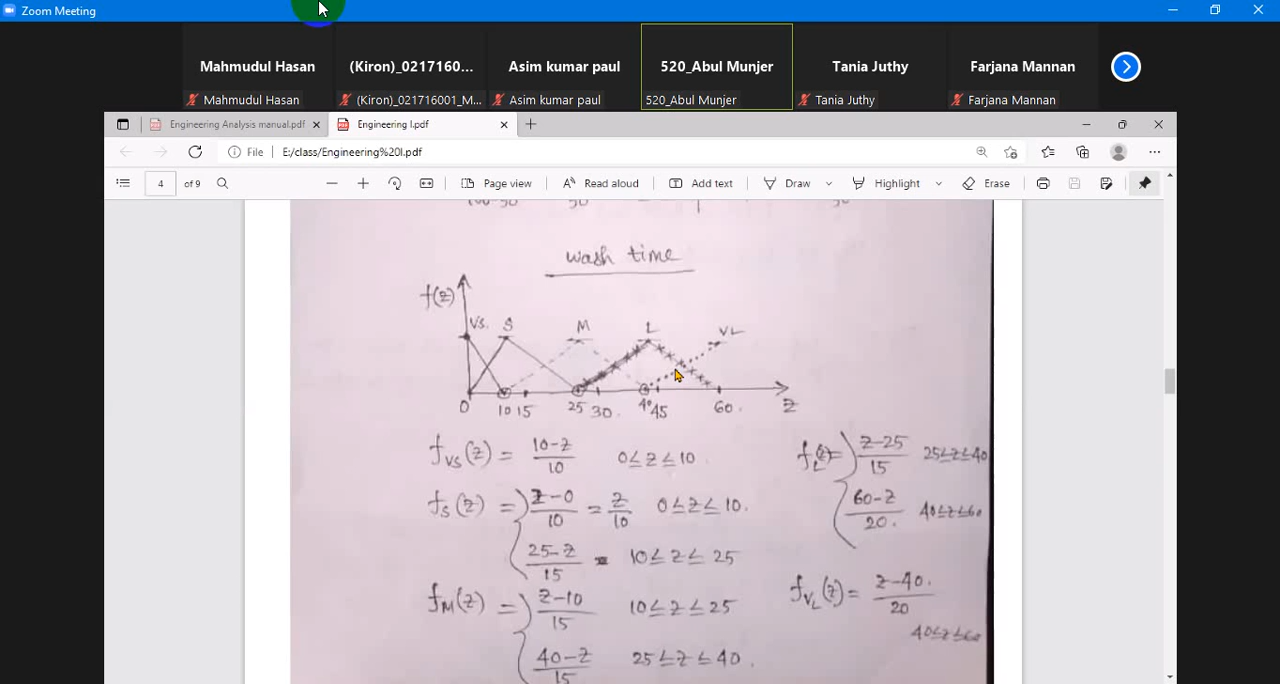 Zoom Meeting
Mahmudul Hasan (Kiron)_0217160... Asim kumar paul 520_Abul Munjer Tania Juthy Farjana Mannan
Mahmudul Hasan (Kiron)_021716001_M... Asim kumar paul 520_Abul Munjer Tania Juthy Farjana Mannan
Engineering Analysis manual.pdf Engineering I.pdf
File E:/class/Engineering%20I.pdf
4 of 9 Page view Read aloud Add text Draw Highlight Erase
wash time
f(z)
VS. S M L VL
0 10 15 25 30. 40 45 60. z
f_VS(z) = 10-z/10 0≤z≤10.
f_S(z) = z-0/10 = z/10 0≤z≤10.
25-z/15 10≤z≤25
f_M(z) = z-10/15 10≤z≤25
40-z/15 25≤z≤40.
f_L(z)= z-25/15 25≤z≤40
60-z/20. 40≤z≤60
f_VL(z) = z-40./20
40≤z≤60